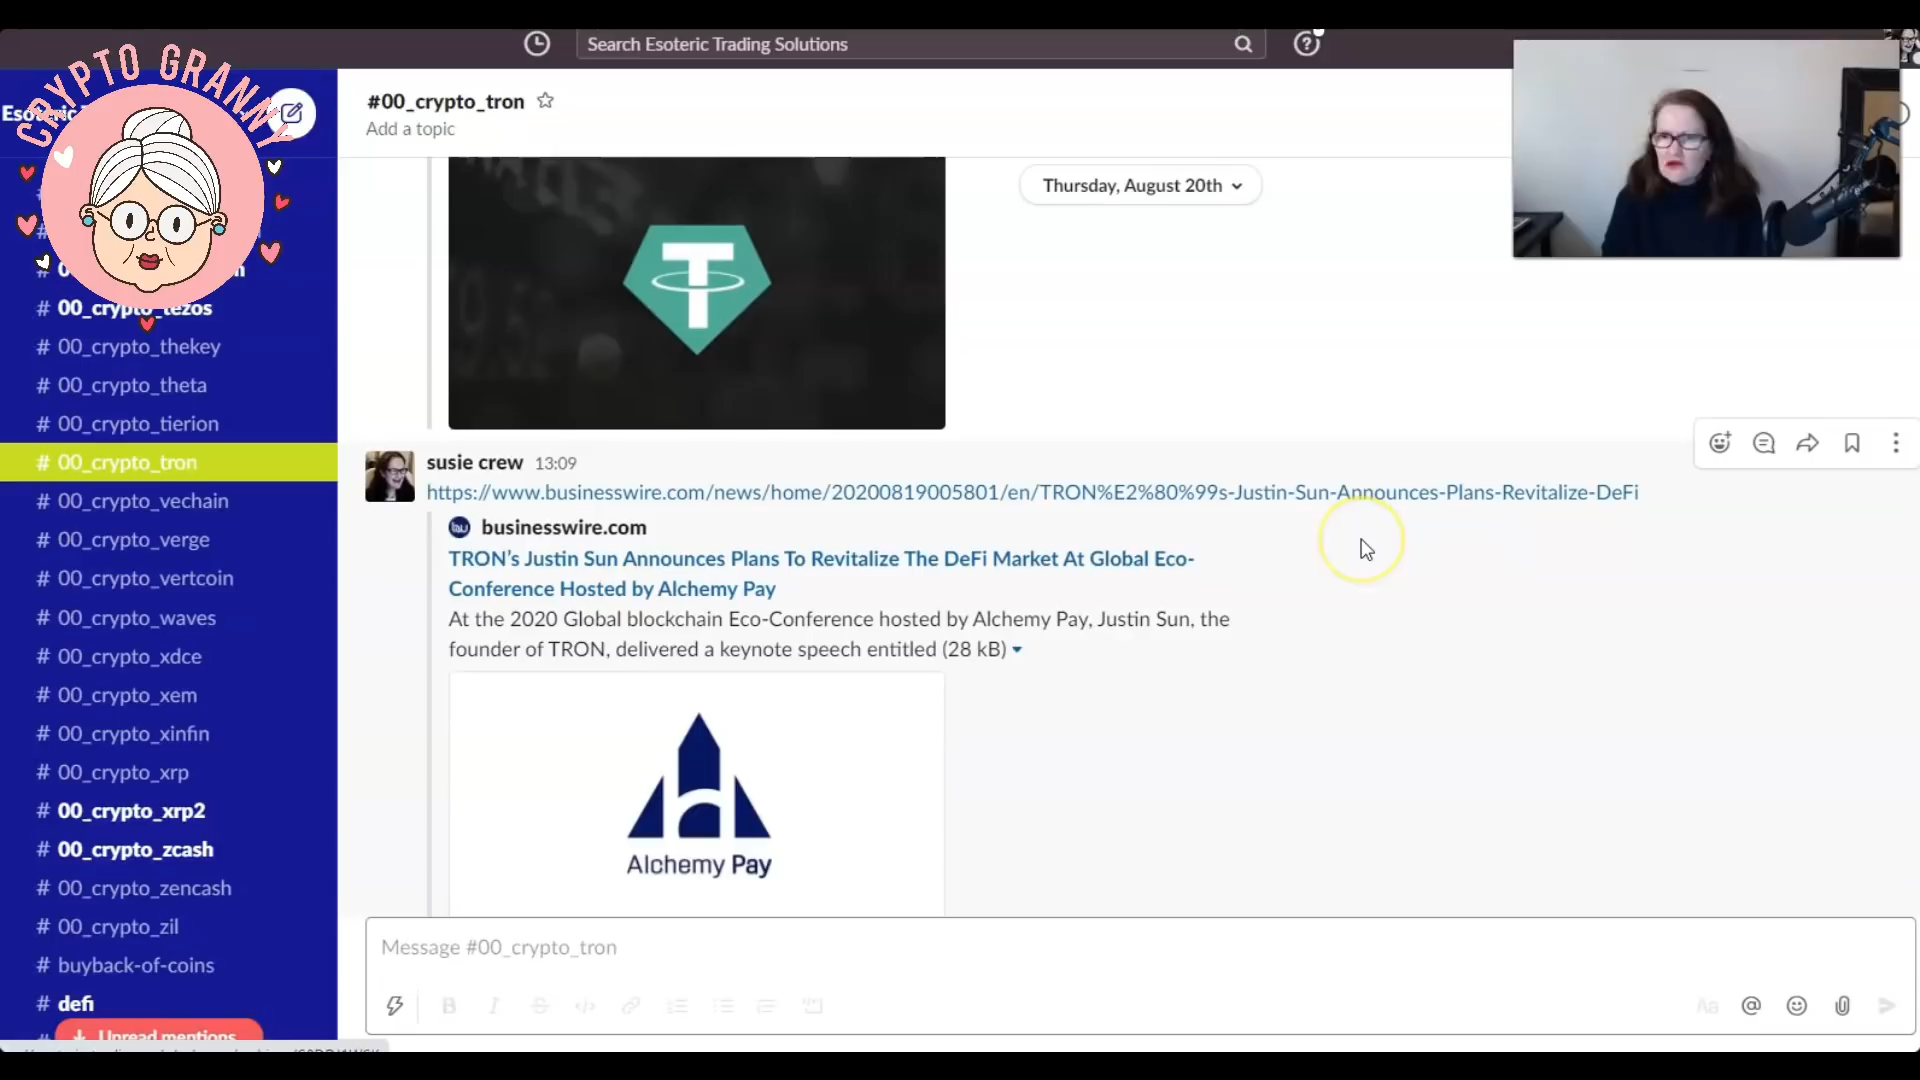 Search Esoteric Trading Solutions
CRYPTO GRANNY
#00_crypto_tron
Add a topic
Thursday, August 20th
# 00_crypto_tezos
# 00_crypto_thekey
# 00_crypto_theta
# 00_crypto_tierion
# 00_crypto_tron
# 00_crypto_vechain
# 00_crypto_verge
# 00_crypto_vertcoin
# 00_crypto_waves
# 00_crypto_xdce
# 00_crypto_xem
# 00_crypto_xinfin
# 00_crypto_xrp
# 00_crypto_xrp2
# 00_crypto_zcash
# 00_crypto_zencash
# 00_crypto_zil
# buyback-of-coins
# defi
Unread mentions
susie crew 13:09
https://www.businesswire.com/news/home/20200819005801/en/TRON%E2%80%99s-Justin-Sun-Announces-Plans-Revitalize-DeFi
businesswire.com
TRON’s Justin Sun Announces Plans To Revitalize The DeFi Market At Global Eco-
Conference Hosted by Alchemy Pay
At the 2020 Global blockchain Eco-Conference hosted by Alchemy Pay, Justin Sun, the
founder of TRON, delivered a keynote speech entitled (28 kB)
Alchemy Pay
Message #00_crypto_tron
Aa